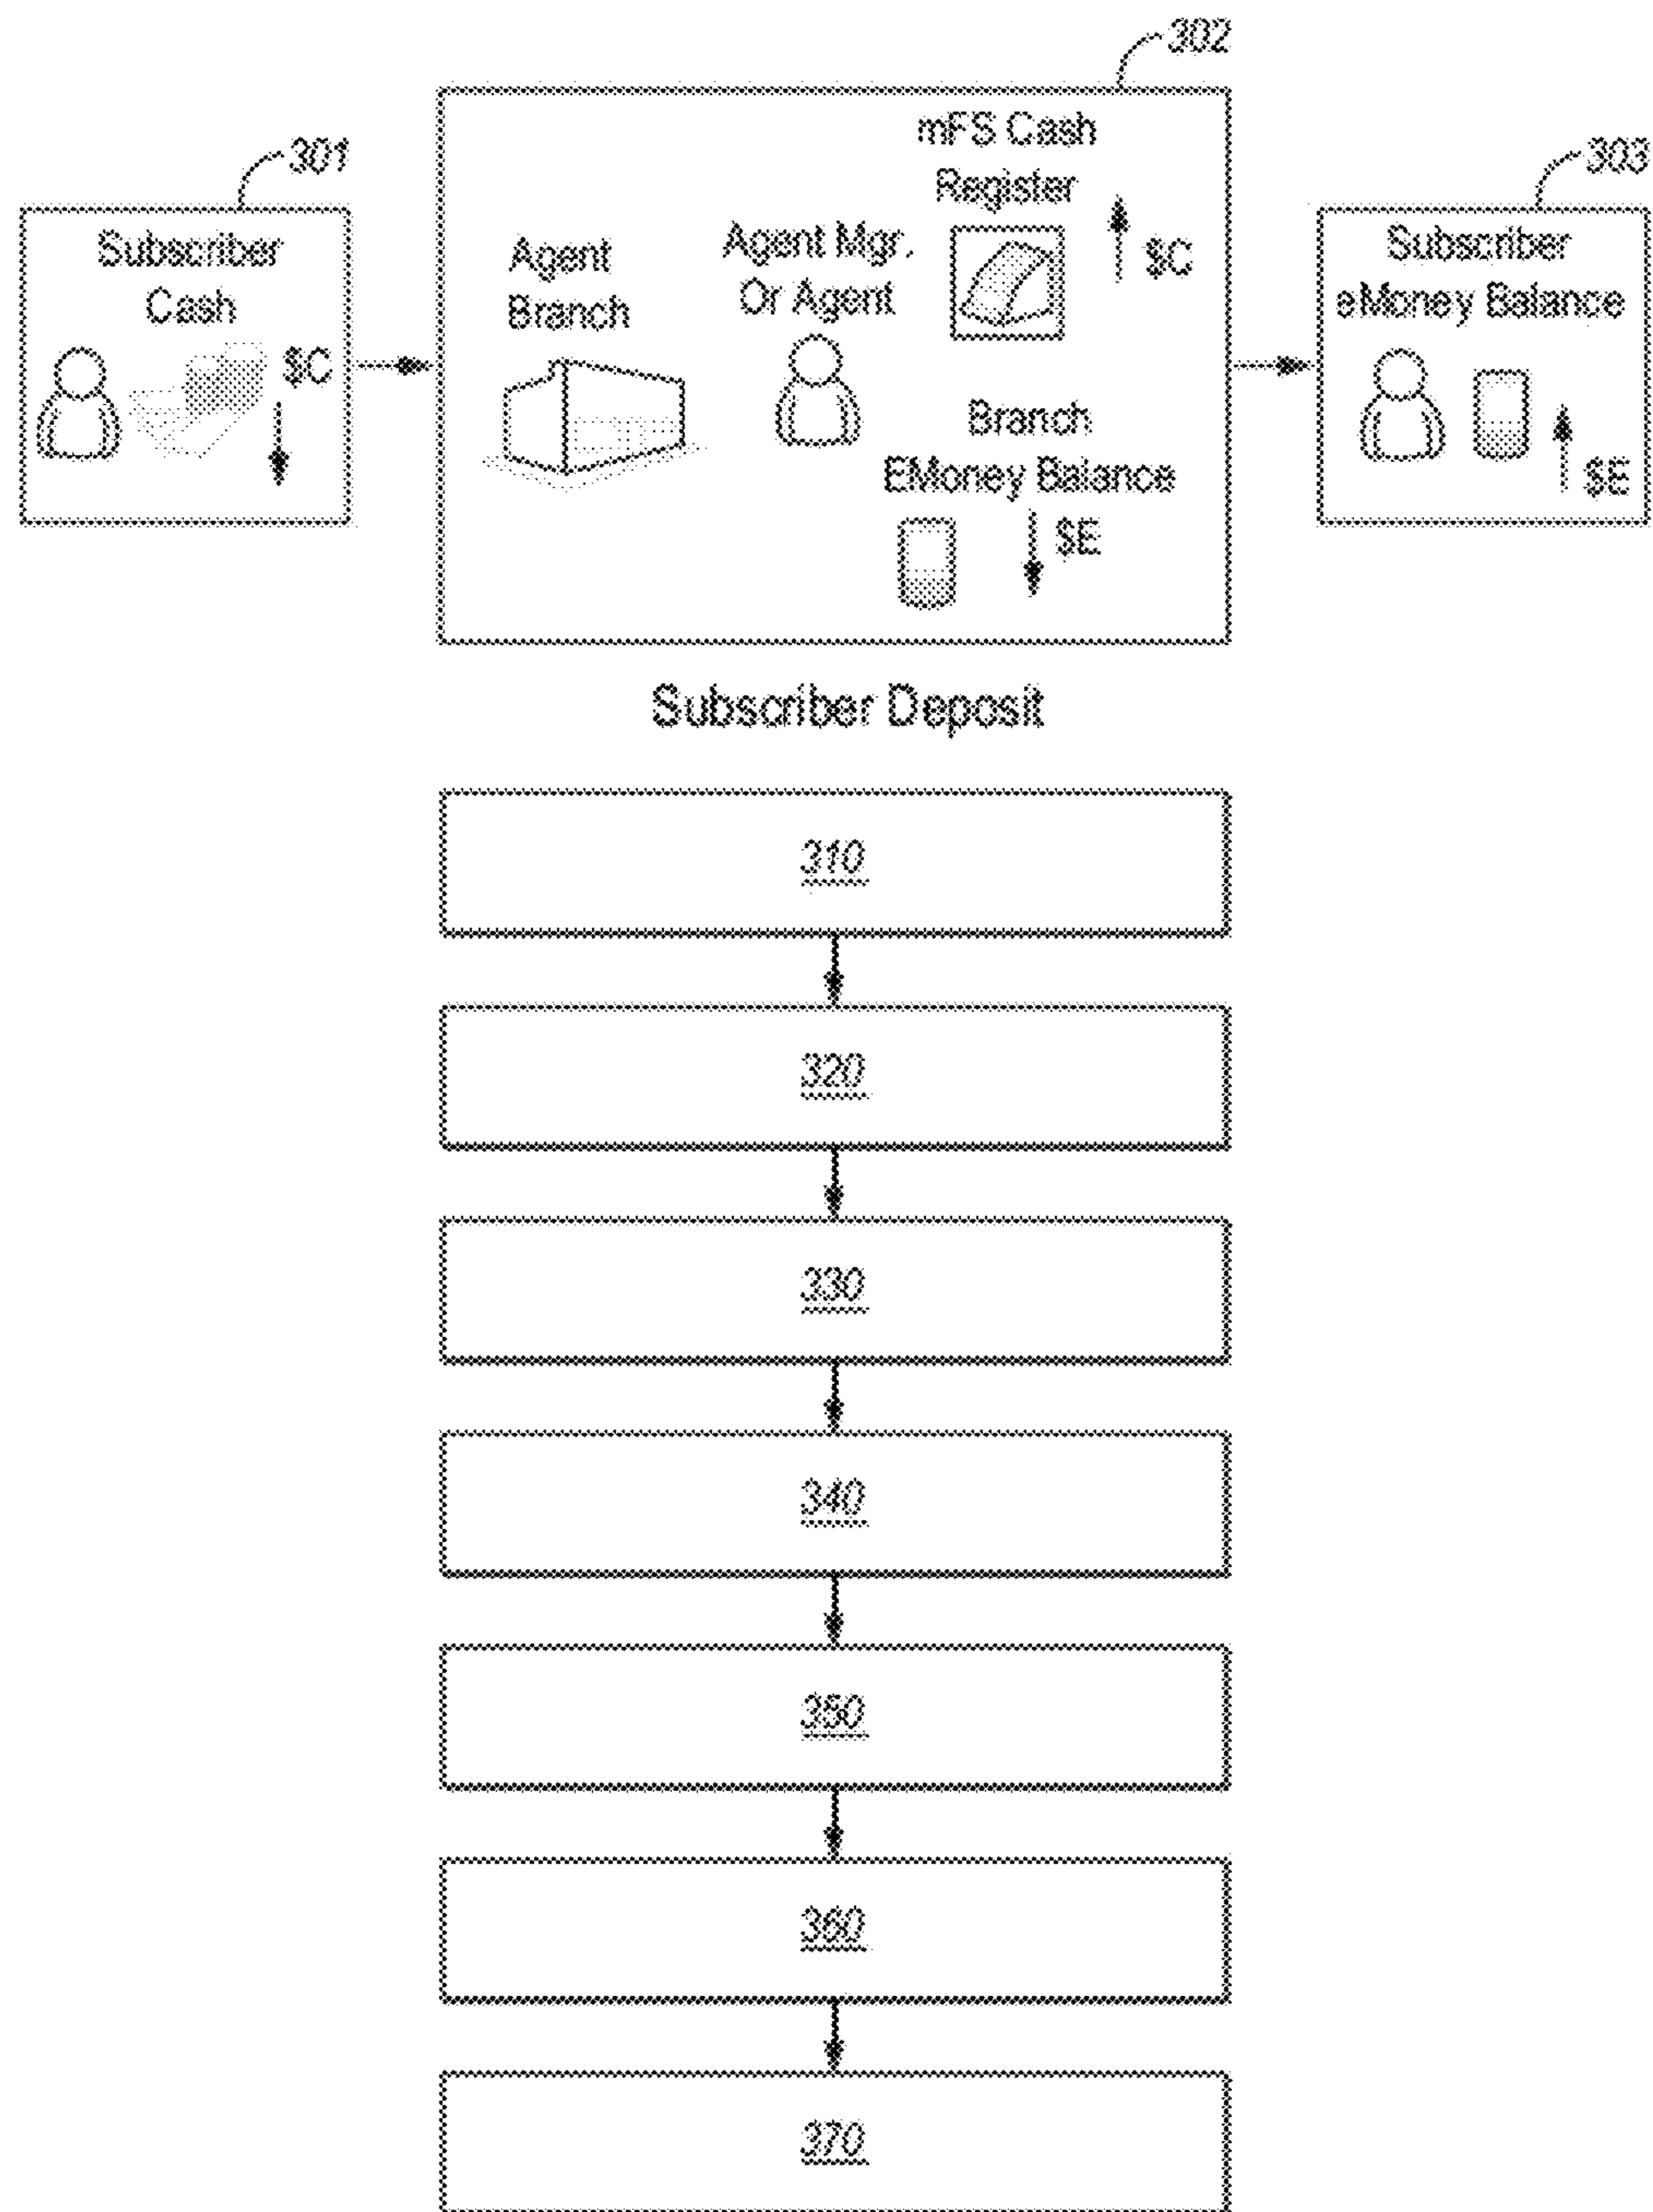 302
301
303
Subscriber
Cash
$C
Agent
Branch
Agent Mgr.
Or Agent
mFS Cash
Register
$C
Branch
EMoney Balance
$E
Subscriber
eMoney Balance
$E
Subscriber Deposit
310
320
330
340
350
360
370